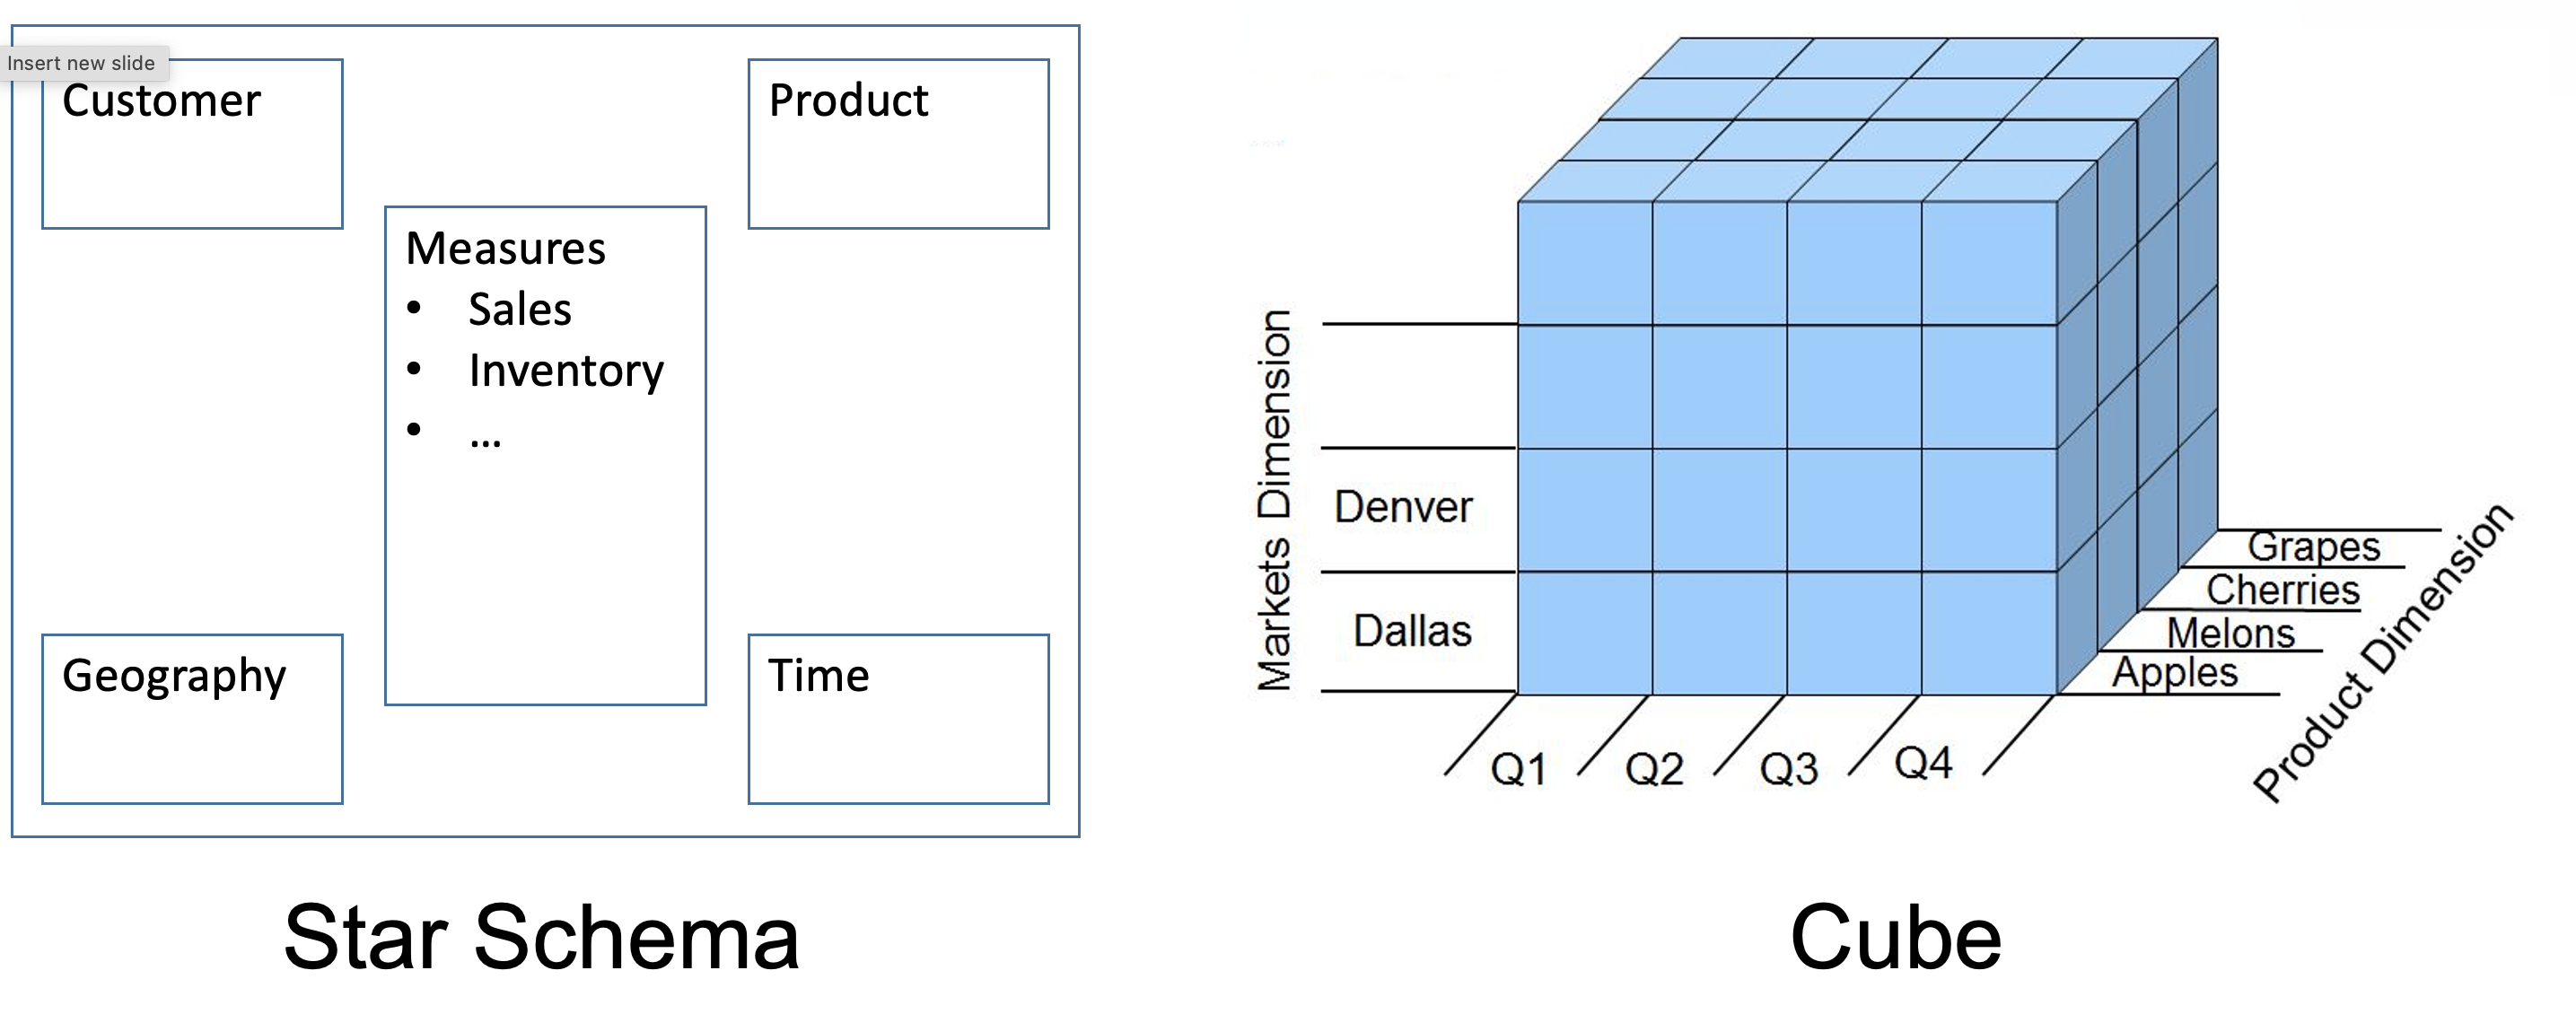 Insert new slide
Customer
Product
Measures
• Sales
• Inventory
• ...
Geography
Time
Star Schema
Markets Dimension
Denver
Dallas
Q1 Q2 Q3 Q4
Grapes
Cherries
Melons
Apples
Product Dimension
Cube